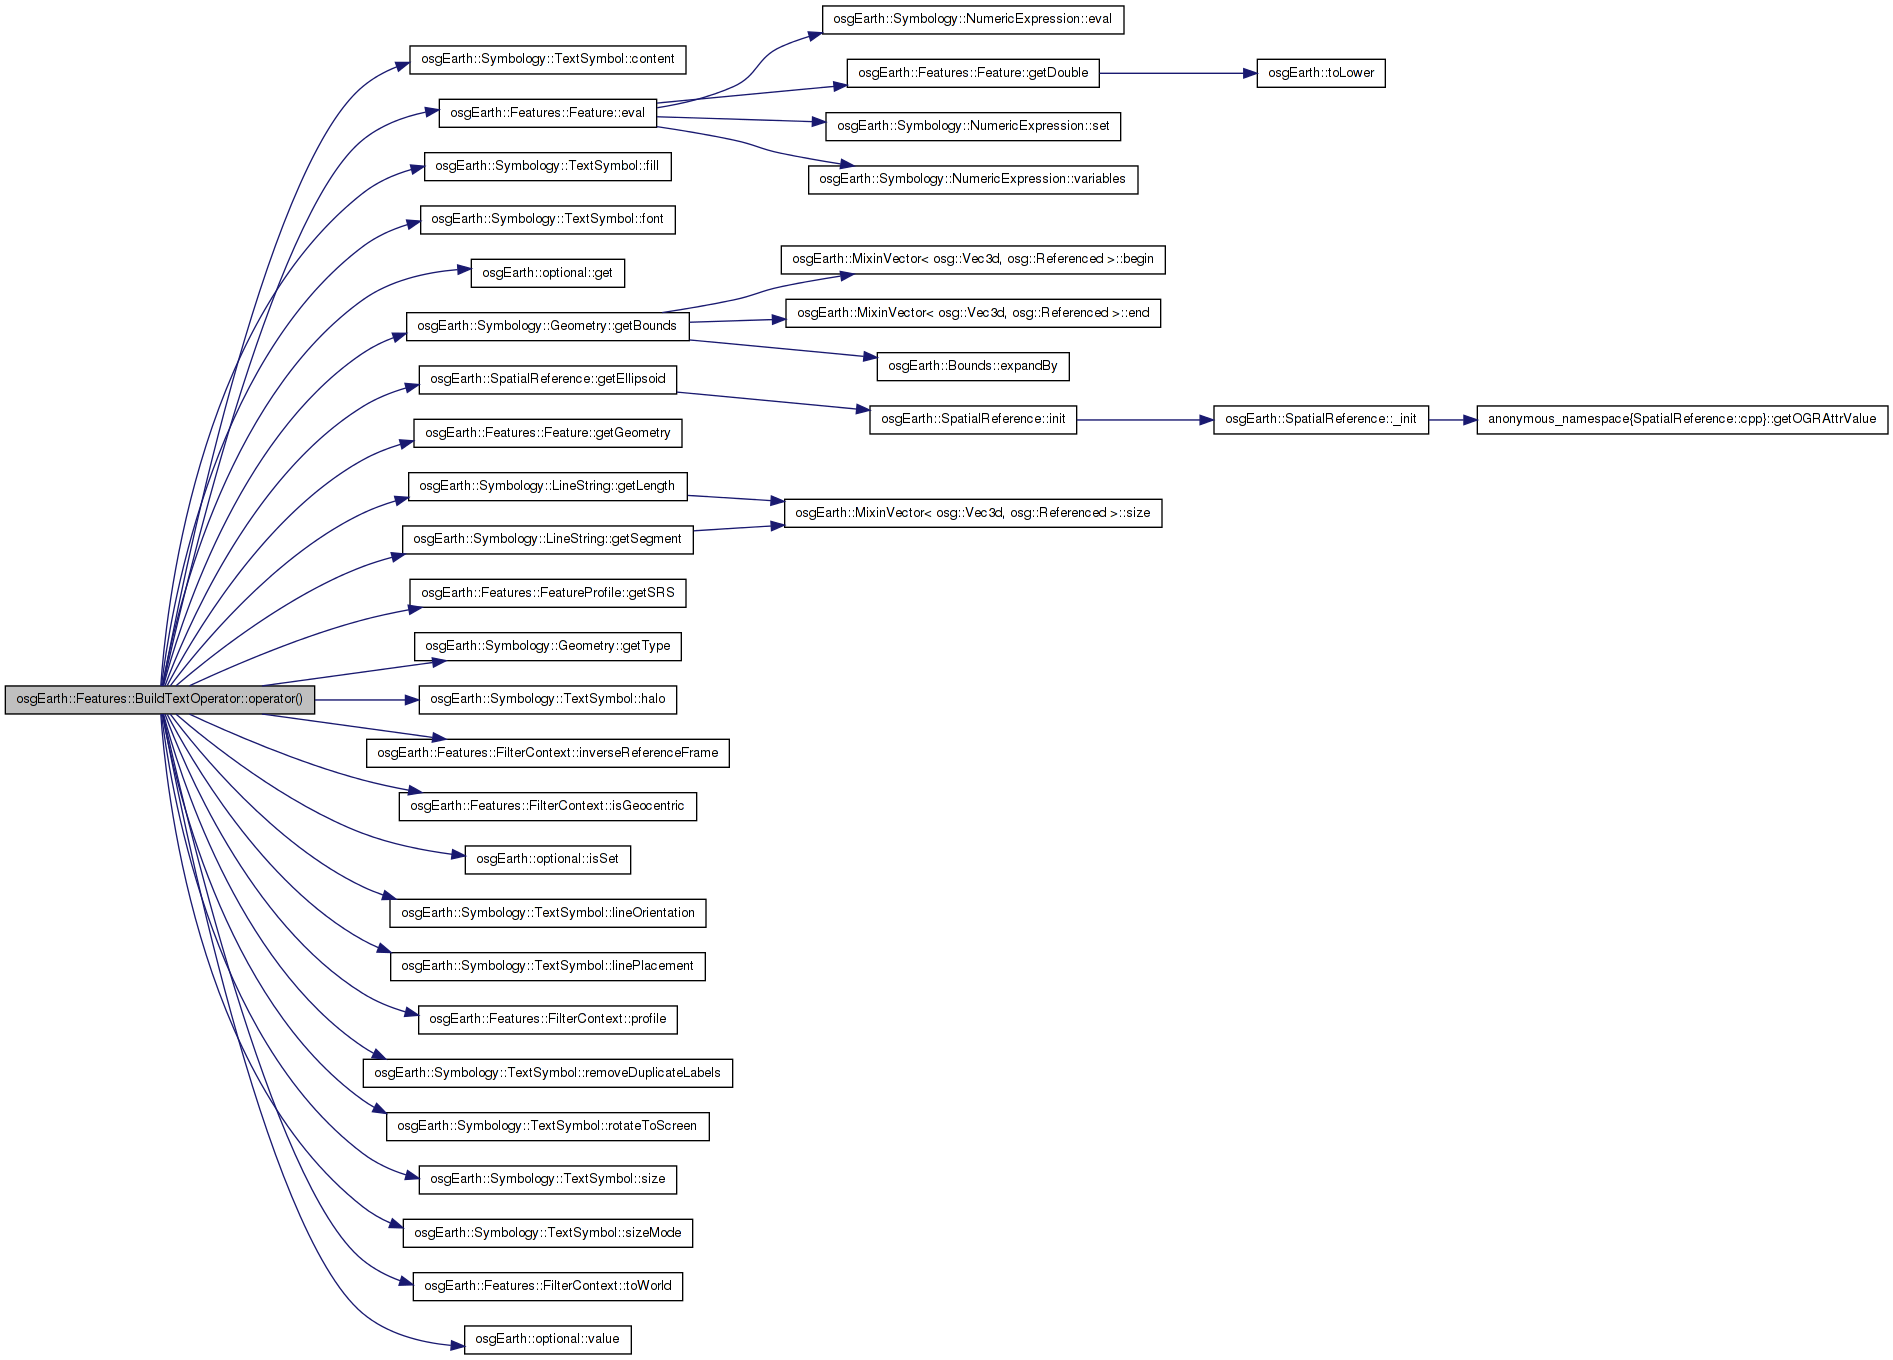 osgEarth::Features::BuildTextOperator::operator()
osgEarth::Symbology::TextSymbol::content
osgEarth::Features::Feature::eval
osgEarth::Symbology::TextSymbol::fill
osgEarth::Symbology::TextSymbol::font
osgEarth::optional::get
osgEarth::Symbology::Geometry::getBounds
osgEarth::SpatialReference::getEllipsoid
osgEarth::Features::Feature::getGeometry
osgEarth::Symbology::LineString::getLength
osgEarth::Symbology::LineString::getSegment
osgEarth::Features::FeatureProfile::getSRS
osgEarth::Symbology::Geometry::getType
osgEarth::Symbology::TextSymbol::halo
osgEarth::Features::FilterContext::inverseReferenceFrame
osgEarth::Features::FilterContext::isGeocentric
osgEarth::optional::isSet
osgEarth::Symbology::TextSymbol::lineOrientation
osgEarth::Symbology::TextSymbol::linePlacement
osgEarth::Features::FilterContext::profile
osgEarth::Symbology::TextSymbol::removeDuplicateLabels
osgEarth::Symbology::TextSymbol::rotateToScreen
osgEarth::Symbology::TextSymbol::size
osgEarth::Symbology::TextSymbol::sizeMode
osgEarth::Features::FilterContext::toWorld
osgEarth::optional::value
osgEarth::Symbology::NumericExpression::eval
osgEarth::Features::Feature::getDouble
osgEarth::Symbology::NumericExpression::set
osgEarth::Symbology::NumericExpression::variables
osgEarth::MixinVector< osg::Vec3d, osg::Referenced >::begin
osgEarth::MixinVector< osg::Vec3d, osg::Referenced >::end
osgEarth::Bounds::expandBy
osgEarth::SpatialReference::init
osgEarth::MixinVector< osg::Vec3d, osg::Referenced >::size
osgEarth::toLower
osgEarth::SpatialReference::_init
anonymous_namespace{SpatialReference::cpp}::getOGRAttrValue